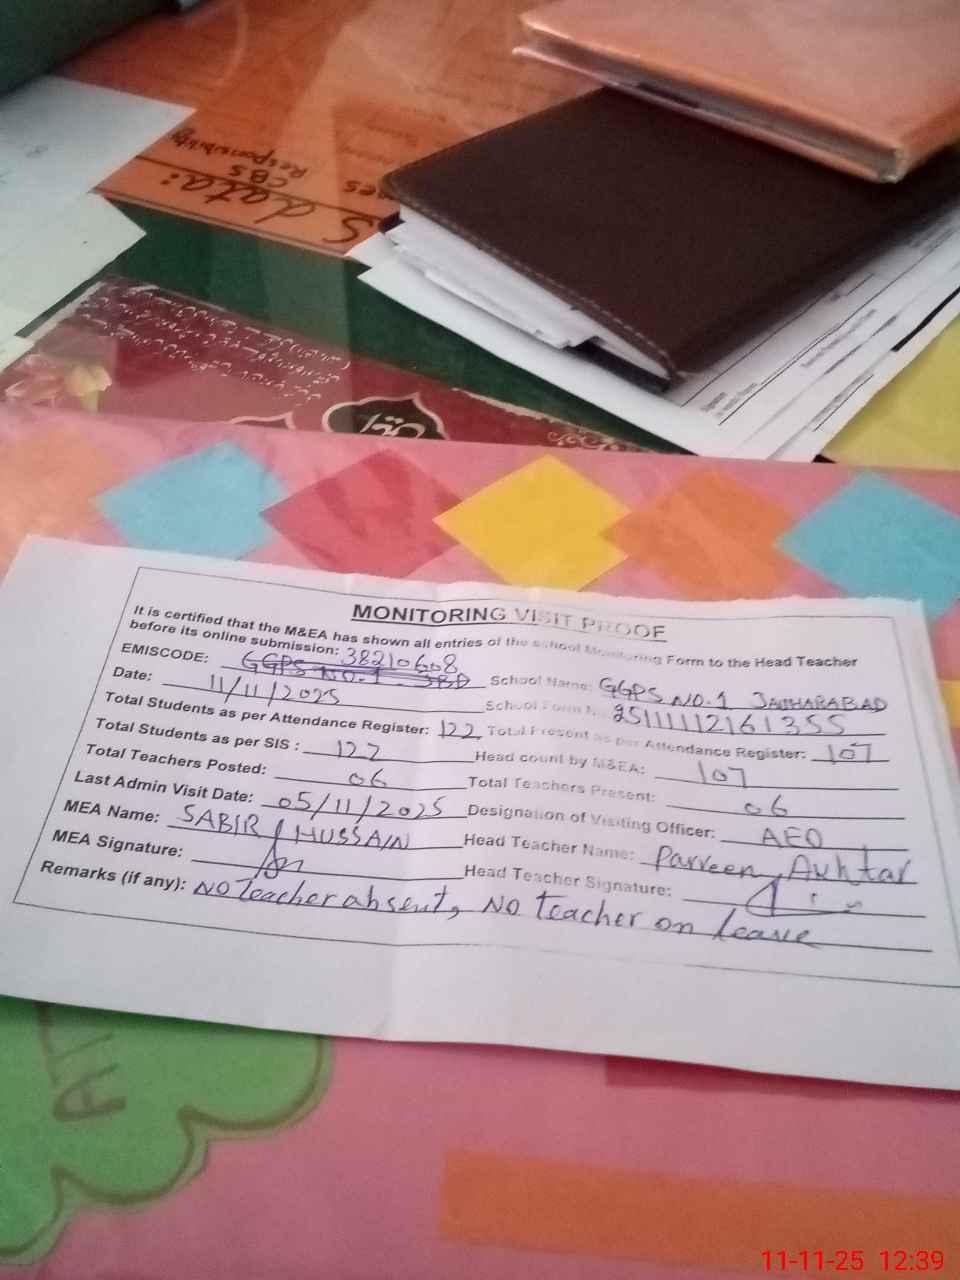 S data:
CBS
Responsibility
MONITORING VISIT PROOF
It is certified that the M&EA has shown all entries of the school Monitoring Form to the Head Teacher
before its online submission:
EMISCODE: 38210608 GGPS NO.1 JBD School Name: GGPS NO.1
Date: 11/11/2025 School Form N
Total Students as per Attendance Register: 122 Total Present as per Attendance Register: 107
Total Students as per SIS : 122 Head count by M&EA: 107
Total Teachers Posted: 06 Total Teachers Present: 06
Last Admin Visit Date: 05/11/2025 Designation of Visiting Officer: AEO
MEA Name: SABIR HUSSAIN Head Teacher Name: Parveen Akhtar
MEA Signature: Head Teacher Signature:
Remarks (if any): NO Teacher absent, NO teacher on leave
11-11-25 12:39